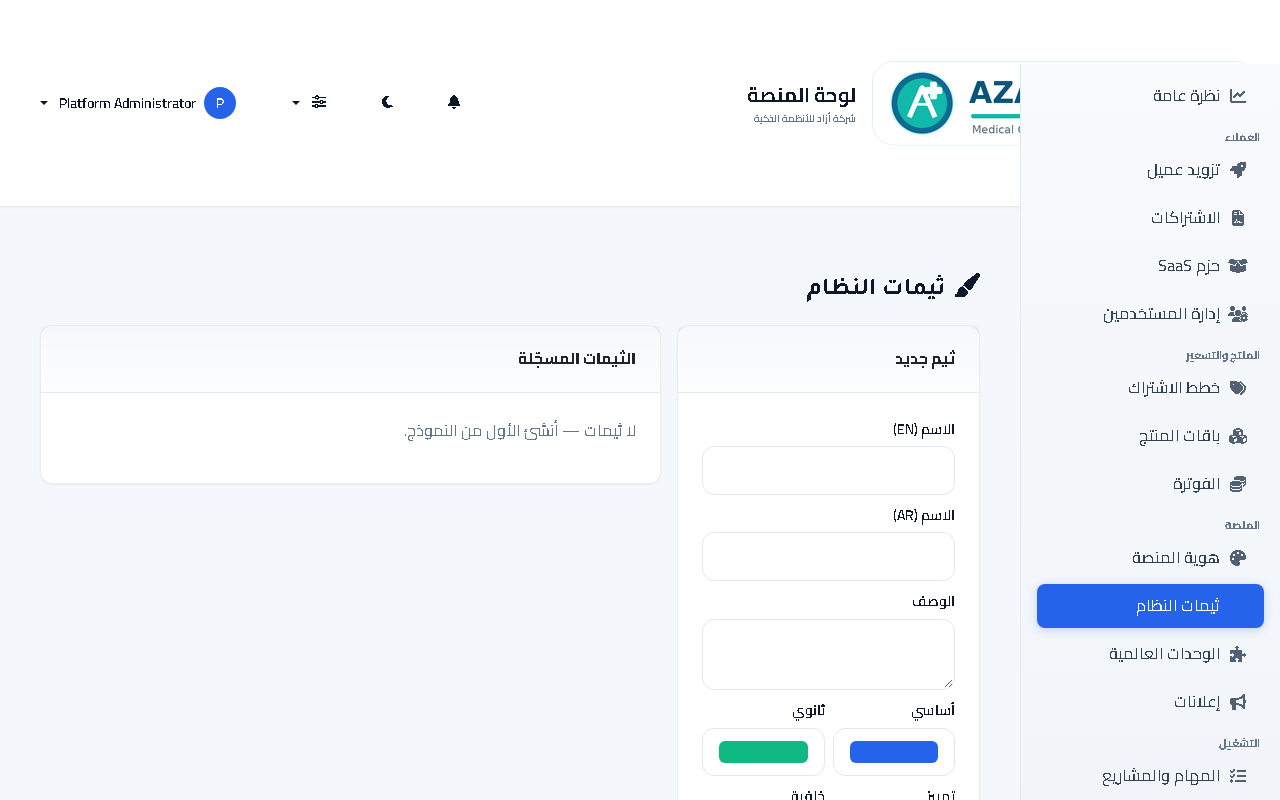 AZA
Medical
لوحة المنصة
شركة أزاد للأنظمة الذكية
P
Platform Administrator
نظرة عامة
العملاء
تزويد عميل
الاشتراكات
حزم SaaS
إدارة المستخدمين
المنتج والتسعير
خطط الاشتراك
باقات المنتج
الفوترة
المنصة
هوية المنصة
ثيمات النظام
الوحدات العالمية
إعلانات
التشغيل
المهام والمشاريع
ثيمات النظام
ثيم جديد
الاسم (EN)
الاسم (AR)
الوصف
أساسي
ثانوي
تمييز
خلفية
الثيمات المسجّلة
لا ثيمات — أنشئ الأول من النموذج.